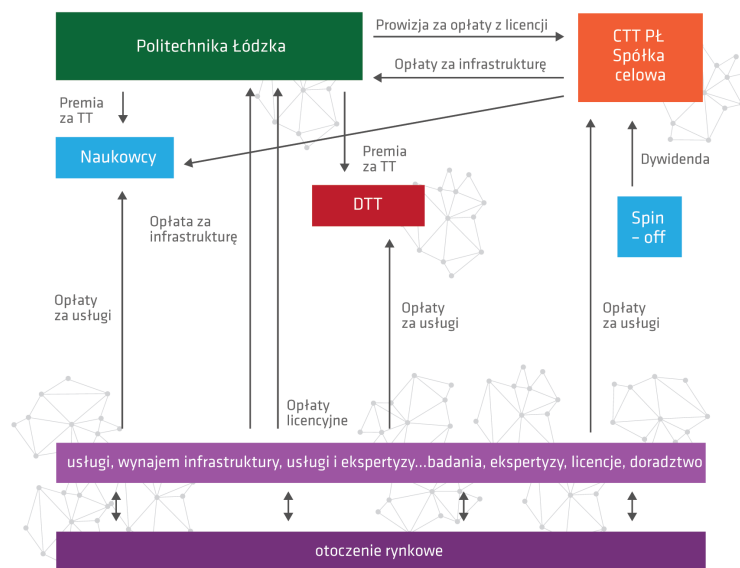 Politechnika Łódzka
Prowizja za opłaty z licencji
CTT PŁ
Spółka
celowa
Opłaty za infrastrukturę
Premia
za TT
Naukowcy
Premia
za TT
Dywidenda
DTT
Spin
– off
Opłata za
infrastrukturę
Opłaty
za usługi
Opłaty
za usługi
Opłaty
za usługi
Opłaty
licencyjne
usługi, wynajem infrastruktury, usługi i ekspertyzy...badania, ekspertyzy, licencje, doradztwo
otoczenie rynkowe